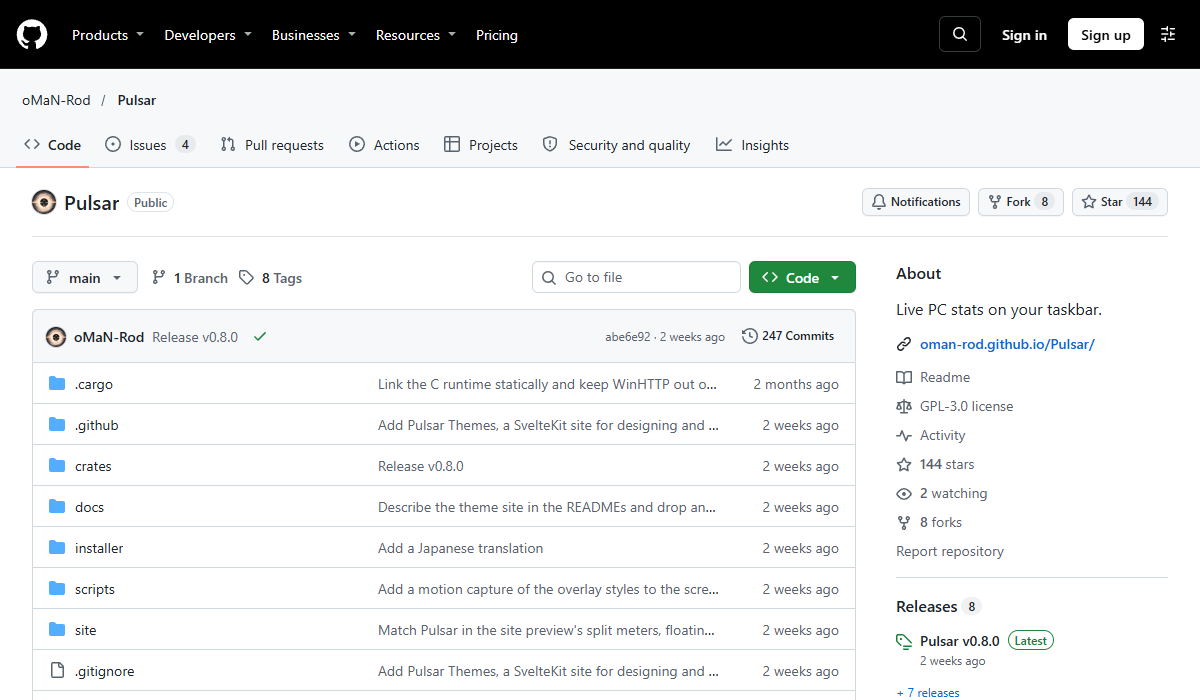 Products Developers Businesses Resources Pricing Sign in Sign up
oMaN-Rod / Pulsar
Code Issues 4 Pull requests Actions Projects Security and quality Insights
Pulsar Public Notifications Fork 8 Star 144
main 1 Branch 8 Tags Go to file Code
oMaN-Rod Release v0.8.0 abe6e92 · 2 weeks ago 247 Commits
.cargo Link the C runtime statically and keep WinHTTP out o... 2 months ago
.github Add Pulsar Themes, a SvelteKit site for designing and ... 2 weeks ago
crates Release v0.8.0 2 weeks ago
docs Describe the theme site in the READMEs and drop an... 2 weeks ago
installer Add a Japanese translation 2 weeks ago
scripts Add a motion capture of the overlay styles to the scre... 2 weeks ago
site Match Pulsar in the site preview's split meters, floatin... 2 weeks ago
.gitignore Add Pulsar Themes, a SvelteKit site for designing and ... 2 weeks ago
About
Live PC stats on your taskbar.
oman-rod.github.io/Pulsar/
Readme
GPL-3.0 license
Activity
144 stars
2 watching
8 forks
Report repository
Releases 8
Pulsar v0.8.0 Latest
2 weeks ago
+ 7 releases